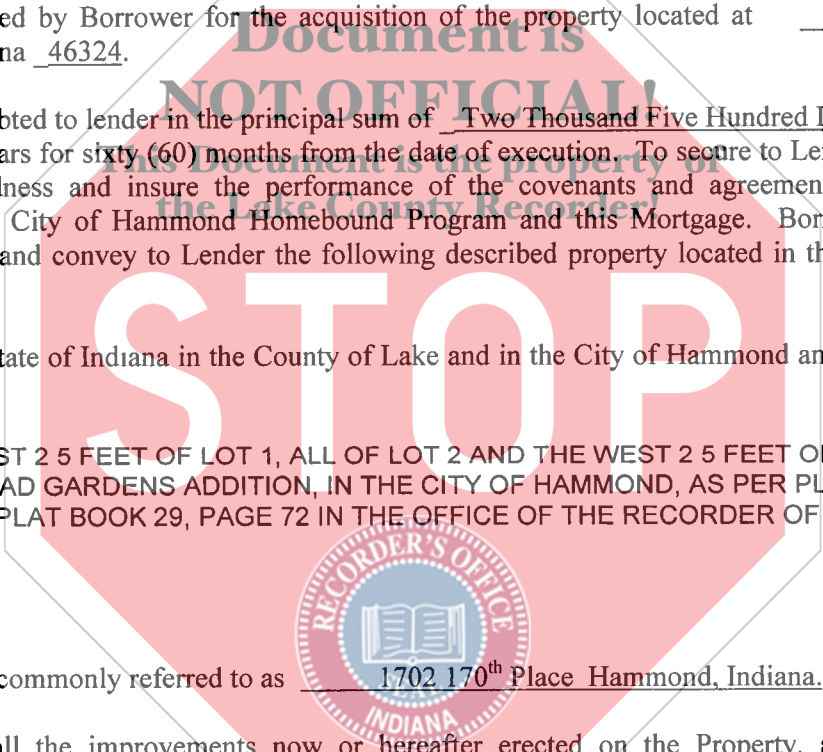 ed by Borrower for the acquisition of the property located at
Document is
na 46324.
NOT OFFICIAL!
bted to lender in the principal sum of Two Thousand Five Hundred D
ars for sixty (60) months from the date of execution. To secure to Le
This Document is the property of
lness and insure the performance of the covenants and agreemen
the Lake County Recorder!
City of Hammond Homebound Program and this Mortgage. Bor
and convey to Lender the following described property located in th
STOP
tate of Indiana in the County of Lake and in the City of Hammond an
ST 2 5 FEET OF LOT 1, ALL OF LOT 2 AND THE WEST 2 5 FEET O
AD GARDENS ADDITION, IN THE CITY OF HAMMOND, AS PER PL
PLAT BOOK 29, PAGE 72 IN THE OFFICE OF THE RECORDER OF
RECORDER'S OFFICE
commonly referred to as 1702 170th Place Hammond, Indiana.
INDIANA
ll the improvements now or hereafter erected on the Property,